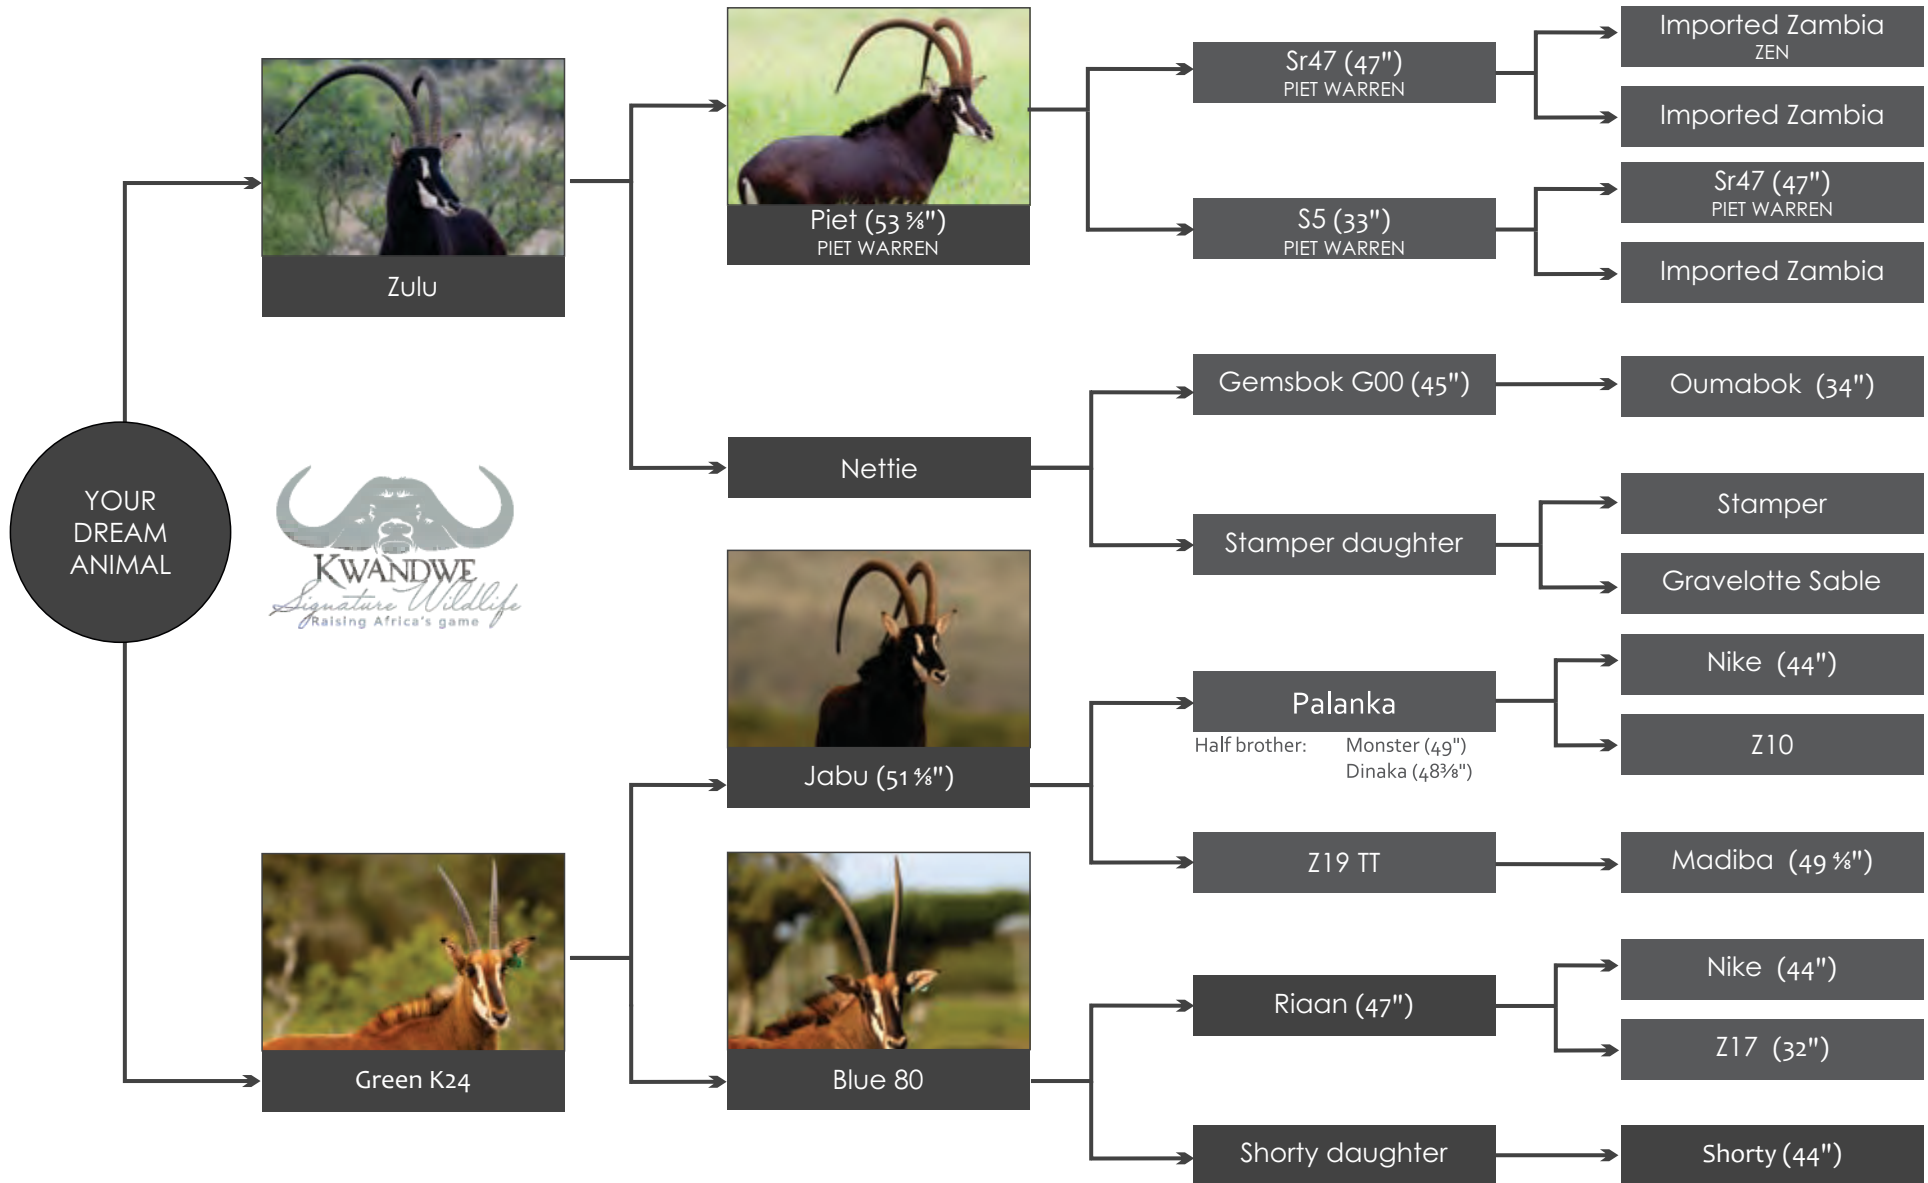 YOUR
DREAM
ANIMAL
KWANDWE
Signature Wildlife
Raising Africa's game
Zulu
Green K24
Piet (53 ⅝")
PIET WARREN
Nettie
Jabu (51 ⁴⁄₈")
Blue 80
Sr47 (47")
PIET WARREN
S5 (33")
PIET WARREN
Gemsbok G00 (45")
Stamper daughter
Palanka
Half brother: Monster (49")
Dinaka (48⅜")
Z19 TT
Riaan (47")
Shorty daughter
Imported Zambia
ZEN
Imported Zambia
Sr47 (47")
PIET WARREN
Imported Zambia
Oumabok (34")
Stamper
Gravelotte Sable
Nike (44")
Z10
Madiba (49 ⁴⁄₈")
Nike (44")
Z17 (32")
Shorty (44")